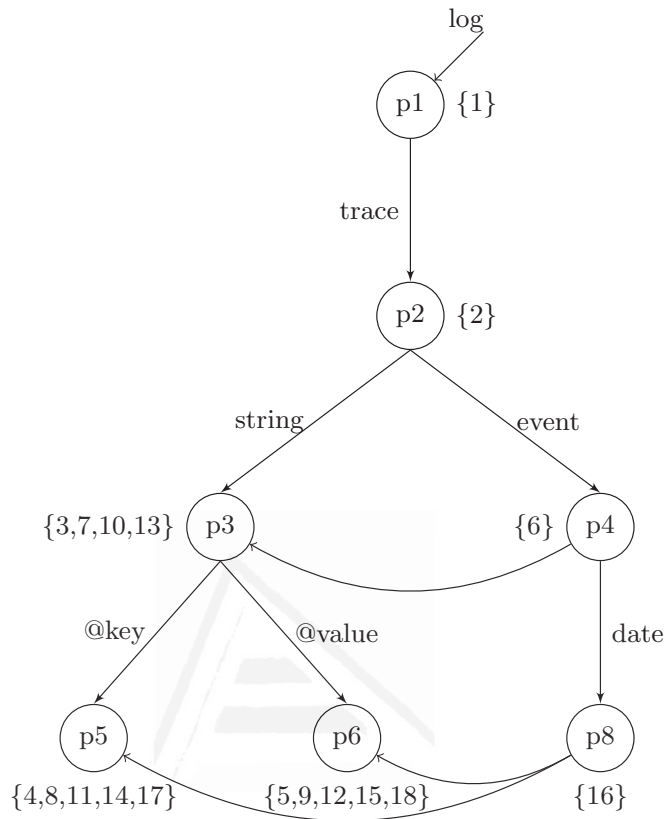 log
p1 {1}
trace
p2 {2}
string event
{3,7,10,13} p3 {6} p4
@key @value date
p5 p6 p8
{4,8,11,14,17} {5,9,12,15,18} {16}